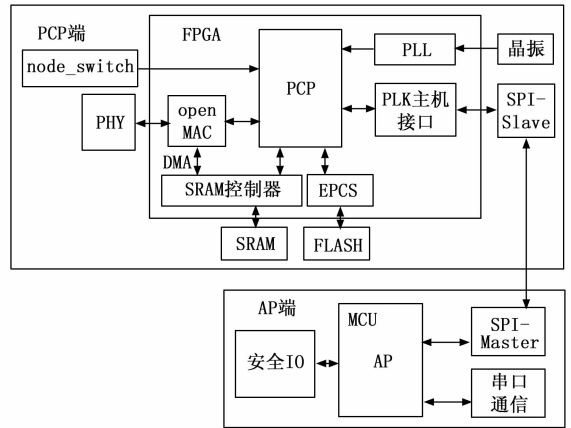 PCP端
FPGA
node_switch
PCP
PLL
晶振
PHY
open
MAC
PLK主机
接口
SPI-
Slave
DMA
SRAM控制器
EPCS
SRAM
FLASH
AP端
MCU
安全IO
AP
SPI-
Master
串口
通信